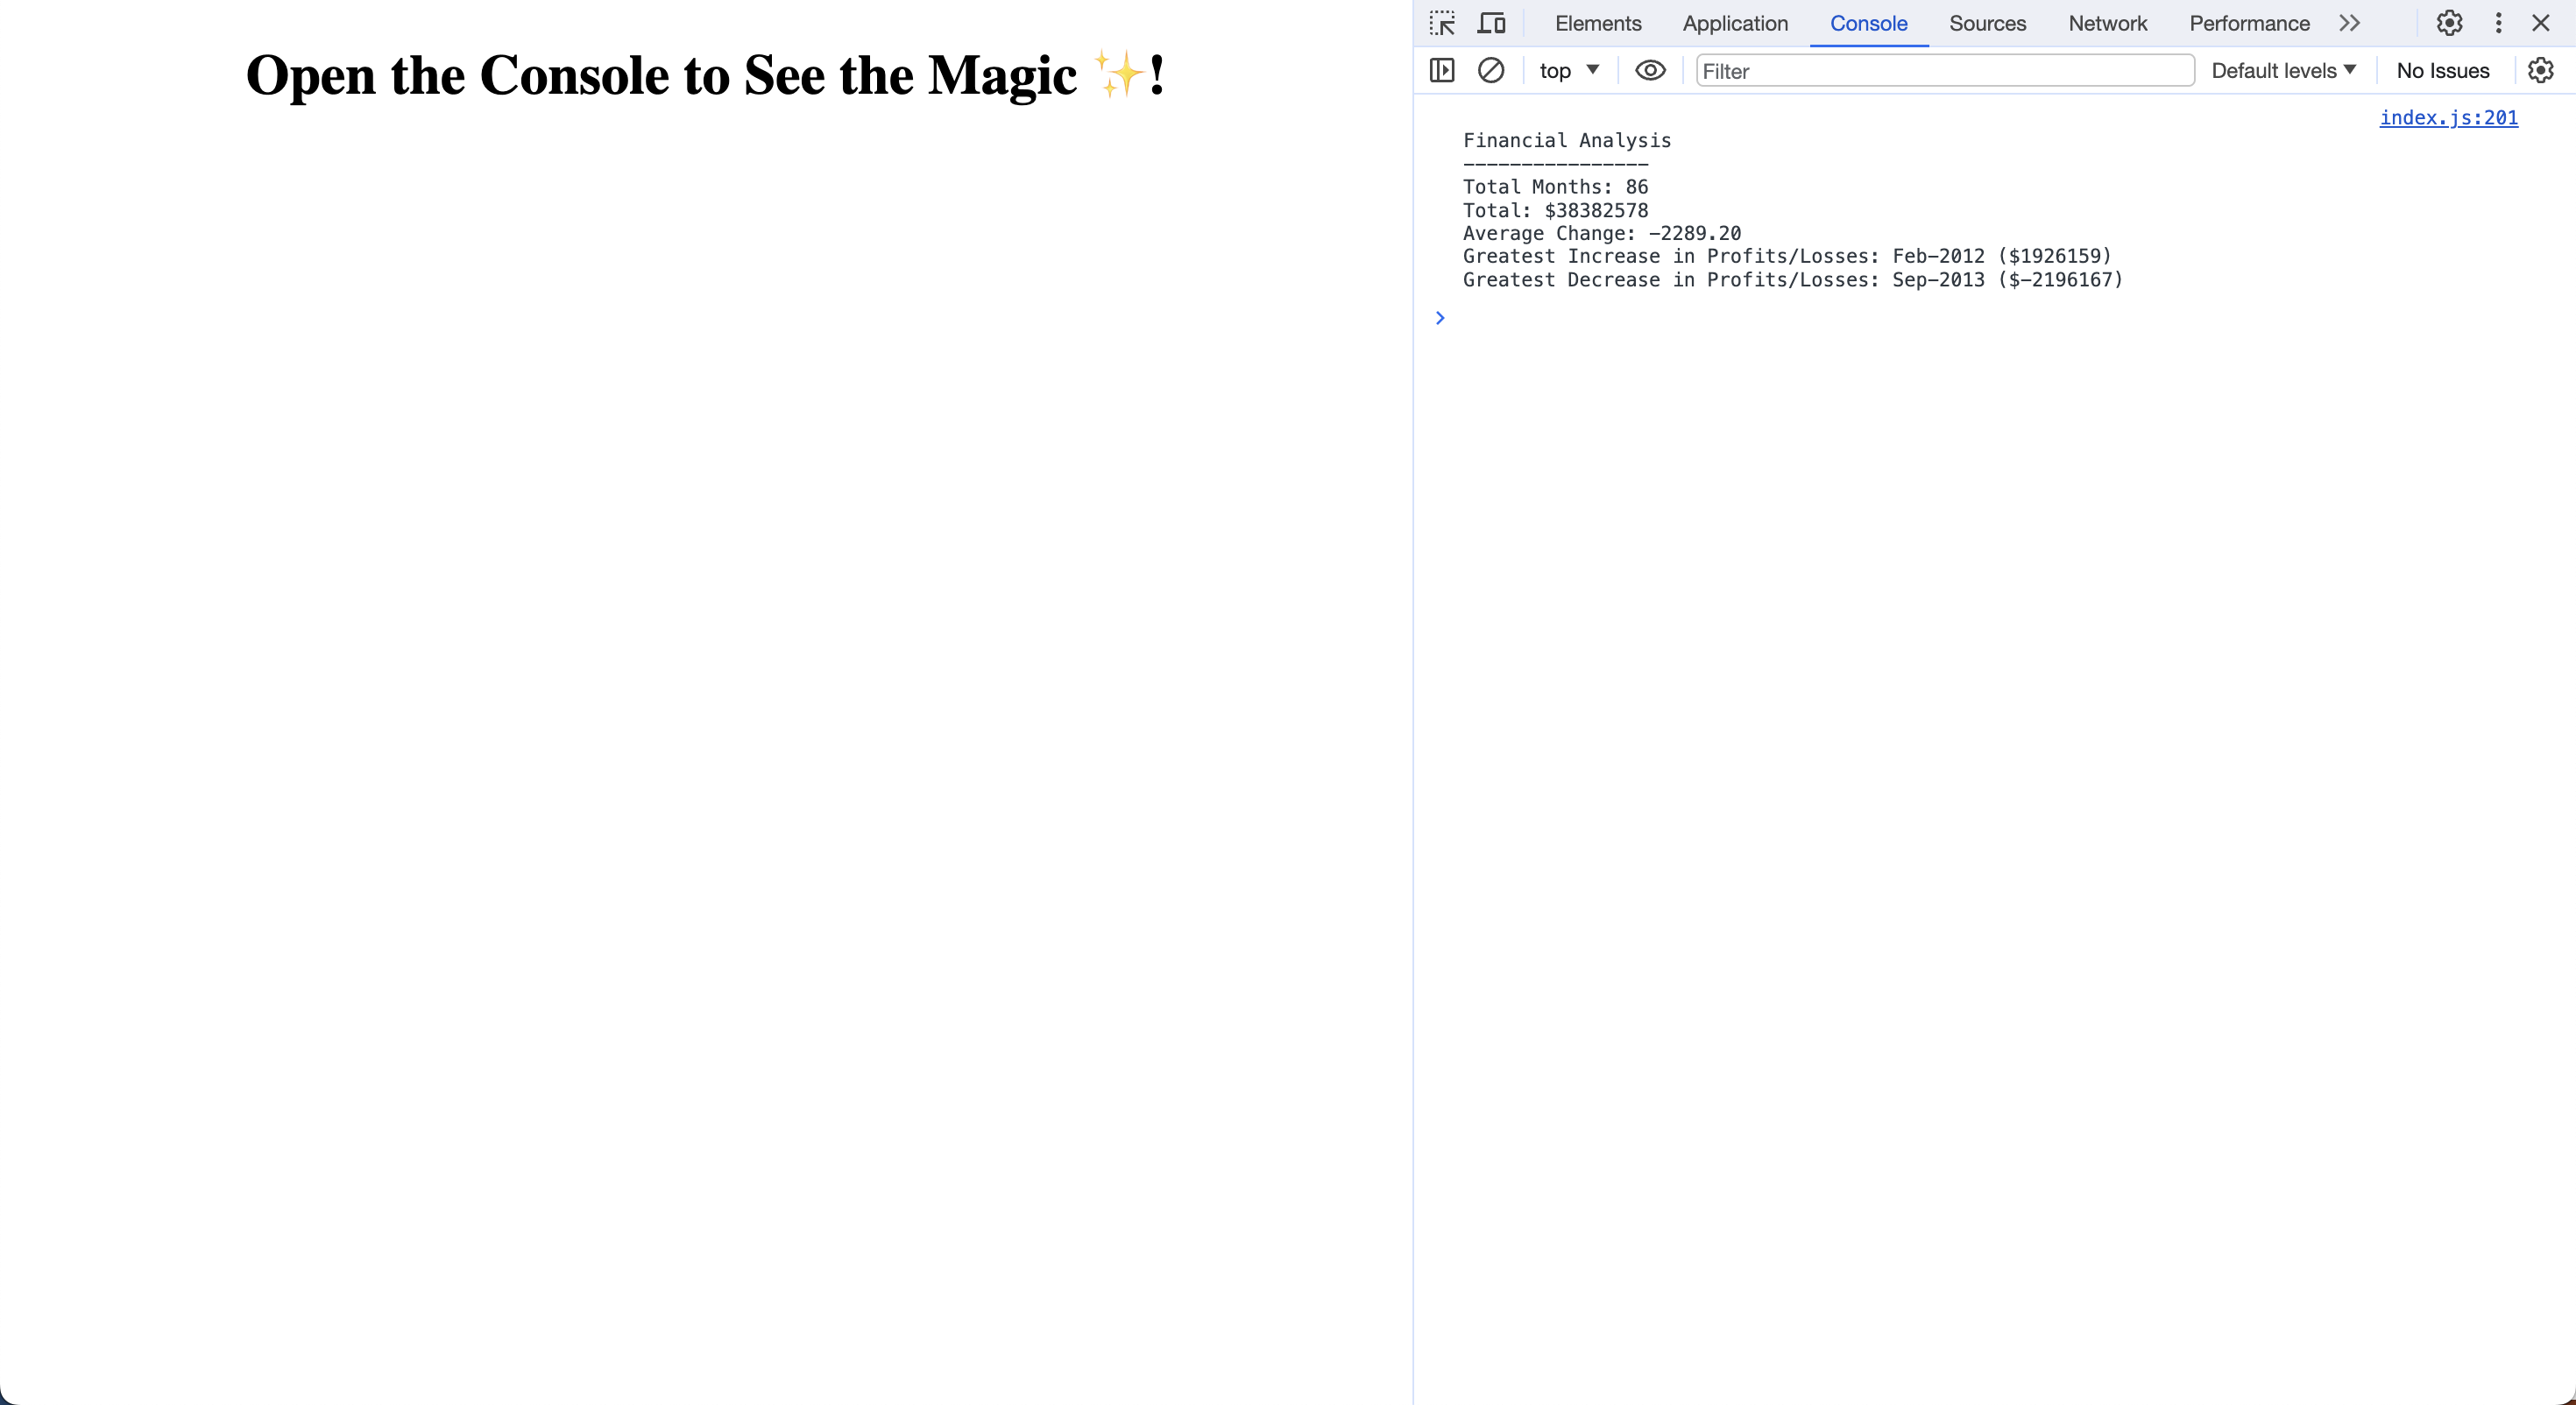 Open the Console to See the Magic ✨!
Elements Application Console Sources Network Performance
top Filter Default levels No Issues
index.js:201
Financial Analysis
----------------
Total Months: 86
Total: $38382578
Average Change: -2289.20
Greatest Increase in Profits/Losses: Feb-2012 ($1926159)
Greatest Decrease in Profits/Losses: Sep-2013 ($-2196167)